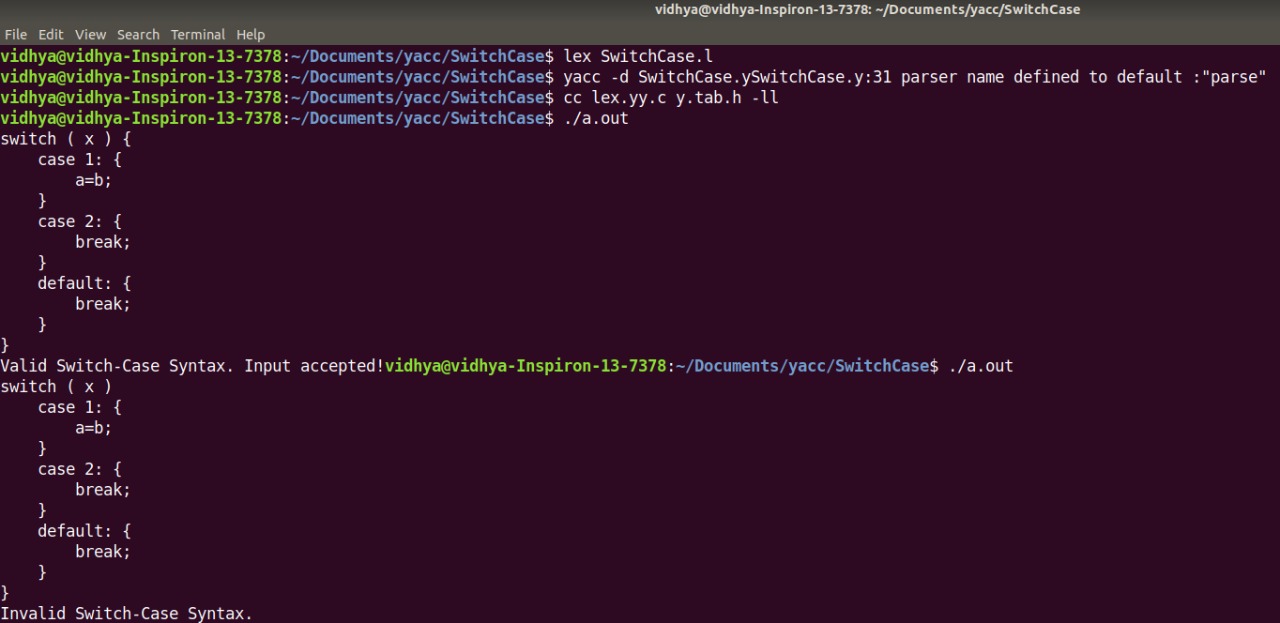 vidhya@vidhya-Inspiron-13-7378: ~/Documents/yacc/SwitchCase
File Edit View Search Terminal Help
vidhya@vidhya-Inspiron-13-7378:~/Documents/yacc/SwitchCase$ lex SwitchCase.l
vidhya@vidhya-Inspiron-13-7378:~/Documents/yacc/SwitchCase$ yacc -d SwitchCase.ySwitchCase.y:31 parser name defined to default :"parse"
vidhya@vidhya-Inspiron-13-7378:~/Documents/yacc/SwitchCase$ cc lex.yy.c y.tab.h -ll
vidhya@vidhya-Inspiron-13-7378:~/Documents/yacc/SwitchCase$ ./a.out
switch ( x ) {
    case 1: {
        a=b;
    }
    case 2: {
        break;
    }
    default: {
        break;
    }
}
Valid Switch-Case Syntax. Input accepted!vidhya@vidhya-Inspiron-13-7378:~/Documents/yacc/SwitchCase$ ./a.out
switch ( x )
    case 1: {
        a=b;
    }
    case 2: {
        break;
    }
    default: {
        break;
    }
}
Invalid Switch-Case Syntax.